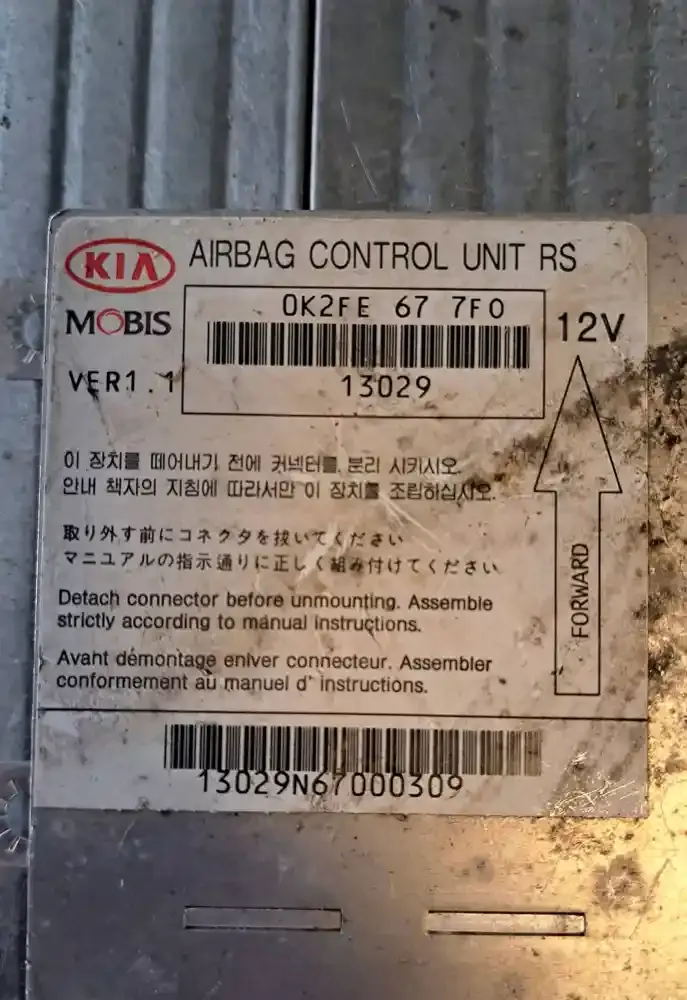 KIA
AIRBAG CONTROL UNIT RS
MOBIS
0K2FE 67 7F0
12V
VER1.1
13029
이 장치를 떼어내기 전에 커넥터를 분리 시키시오.
안내 책자의 지침에 따라서만 이 장치를 조립하십시오.
取り外す前にコネクタを抜いてください
マニュアルの指示通りに正しく組み付けてください
FORWARD
Detach connector before unmounting. Assemble
strictly according to manual instructions.
Avant démontage enlver connecteur. Assembler
conformement au manuel d' instructions.
13029N67000309